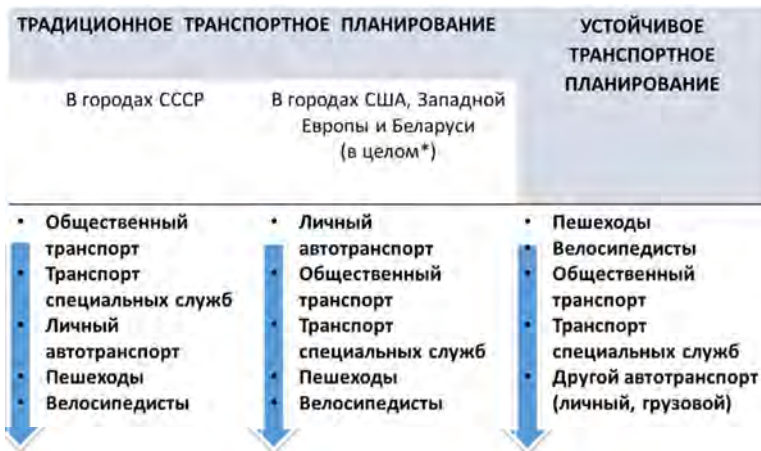 ТРАДИЦИОННОЕ ТРАНСПОРТНОЕ ПЛАНИРОВАНИЕ
УСТОЙЧИВОЕ
ТРАНСПОРТНОЕ
ПЛАНИРОВАНИЕ
В городах СССР
В городах США, Западной
Европы и Беларуси
(в целом*)
• Общественный
транспорт
• Транспорт
специальных служб
• Личный
автотранспорт
• Пешеходы
• Велосипедисты
• Личный
автотранспорт
• Общественный
транспорт
• Транспорт
специальных служб
• Пешеходы
• Велосипедисты
• Пешеходы
• Велосипедисты
• Общественный
транспорт
• Транспорт
специальных служб
• Другой автотранспорт
(личный, грузовой)